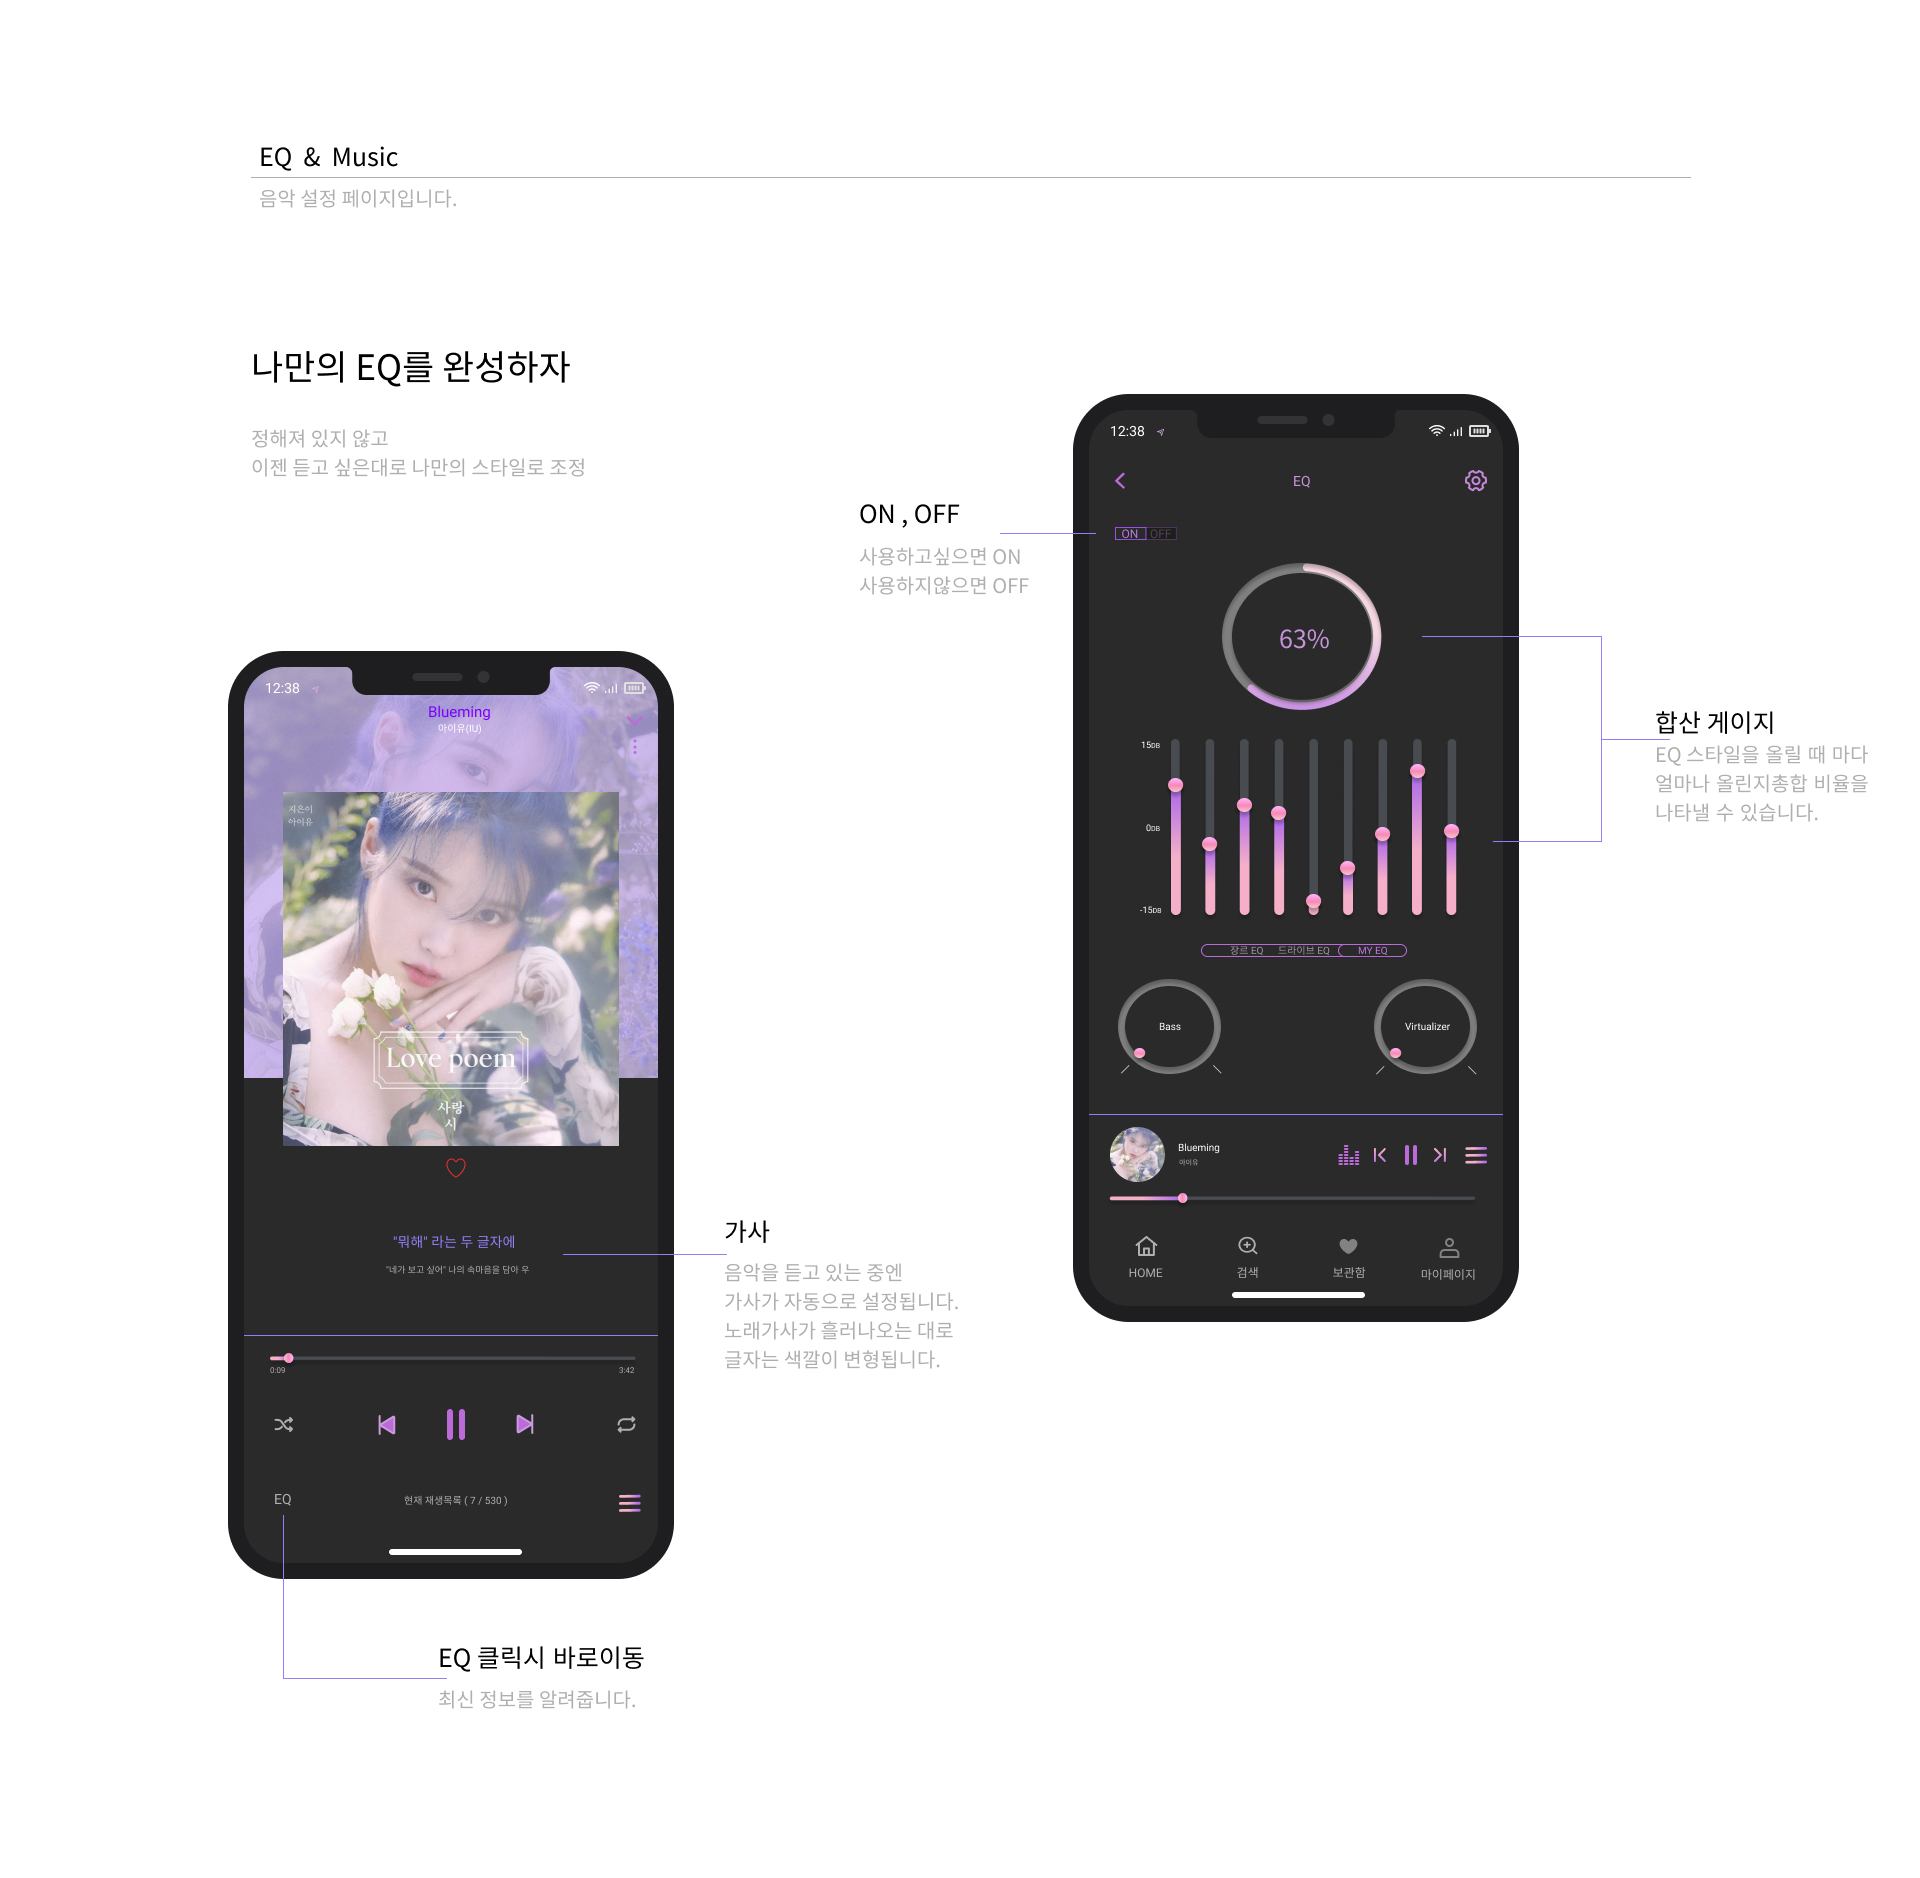 EQ & Music
음악 설정 페이지입니다.
나만의 EQ를 완성하자
정해져 있지 않고
이젠 듣고 싶은대로 나만의 스타일로 조정
12:38
Blueming
아이유(IU)
지은이
아이유
Love poem
사랑
시
"뭐해" 라는 두 글자에
"네가 보고 싶어" 나의 속마음을 담아 우
0:09
3:42
EQ
현재 재생목록 ( 7 / 530 )
가사
음악을 듣고 있는 중엔
가사가 자동으로 설정됩니다.
노래가사가 흘러나오는 대로
글자는 색깔이 변형됩니다.
EQ 클릭시 바로이동
최신 정보를 알려줍니다.
ON , OFF
사용하고싶으면 ON
사용하지않으면 OFF
12:38
EQ
ON OFF
63%
15DB
0DB
-15DB
장르 EQ 드라이브 EQ MY EQ
Bass
Virtualizer
Blueming
아이유
HOME
검색
보관함
마이페이지
합산 게이지
EQ 스타일을 올릴 때 마다
얼마나 올린지총합 비율을
나타낼 수 있습니다.